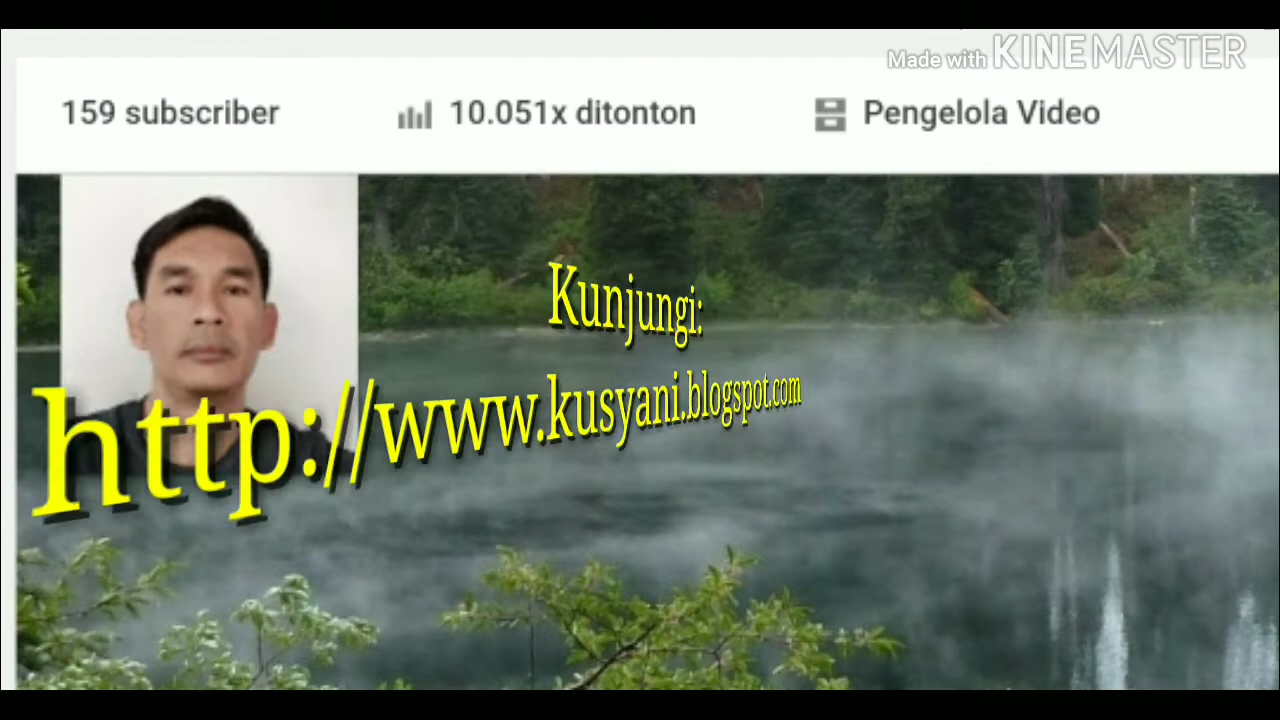 Made with KINEMASTER
159 subscriber 10.051x ditonton Pengelola Video
Kunjungi:
http://www.kusyani.blogspot.com